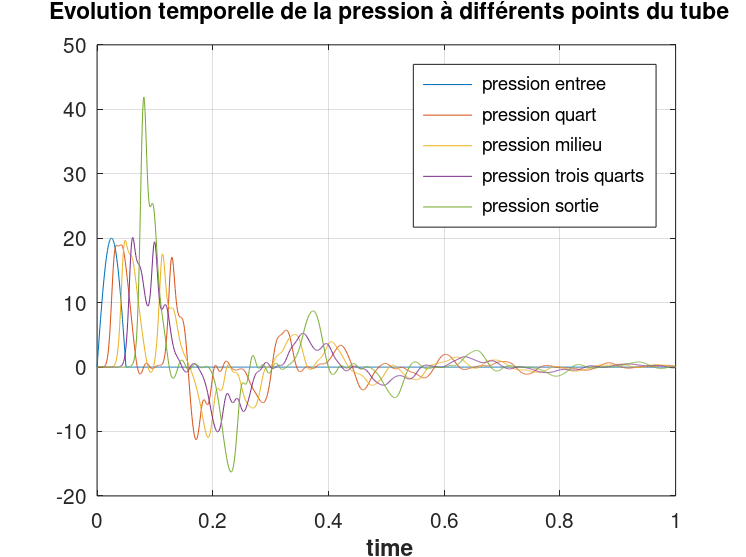 Evolution temporelle de la pression à différents points du tube
50
40
30
20
10
0
-10
-20
0
0.2
0.4
0.6
0.8
1
time
pression entree
pression quart
pression milieu
pression trois quarts
pression sortie